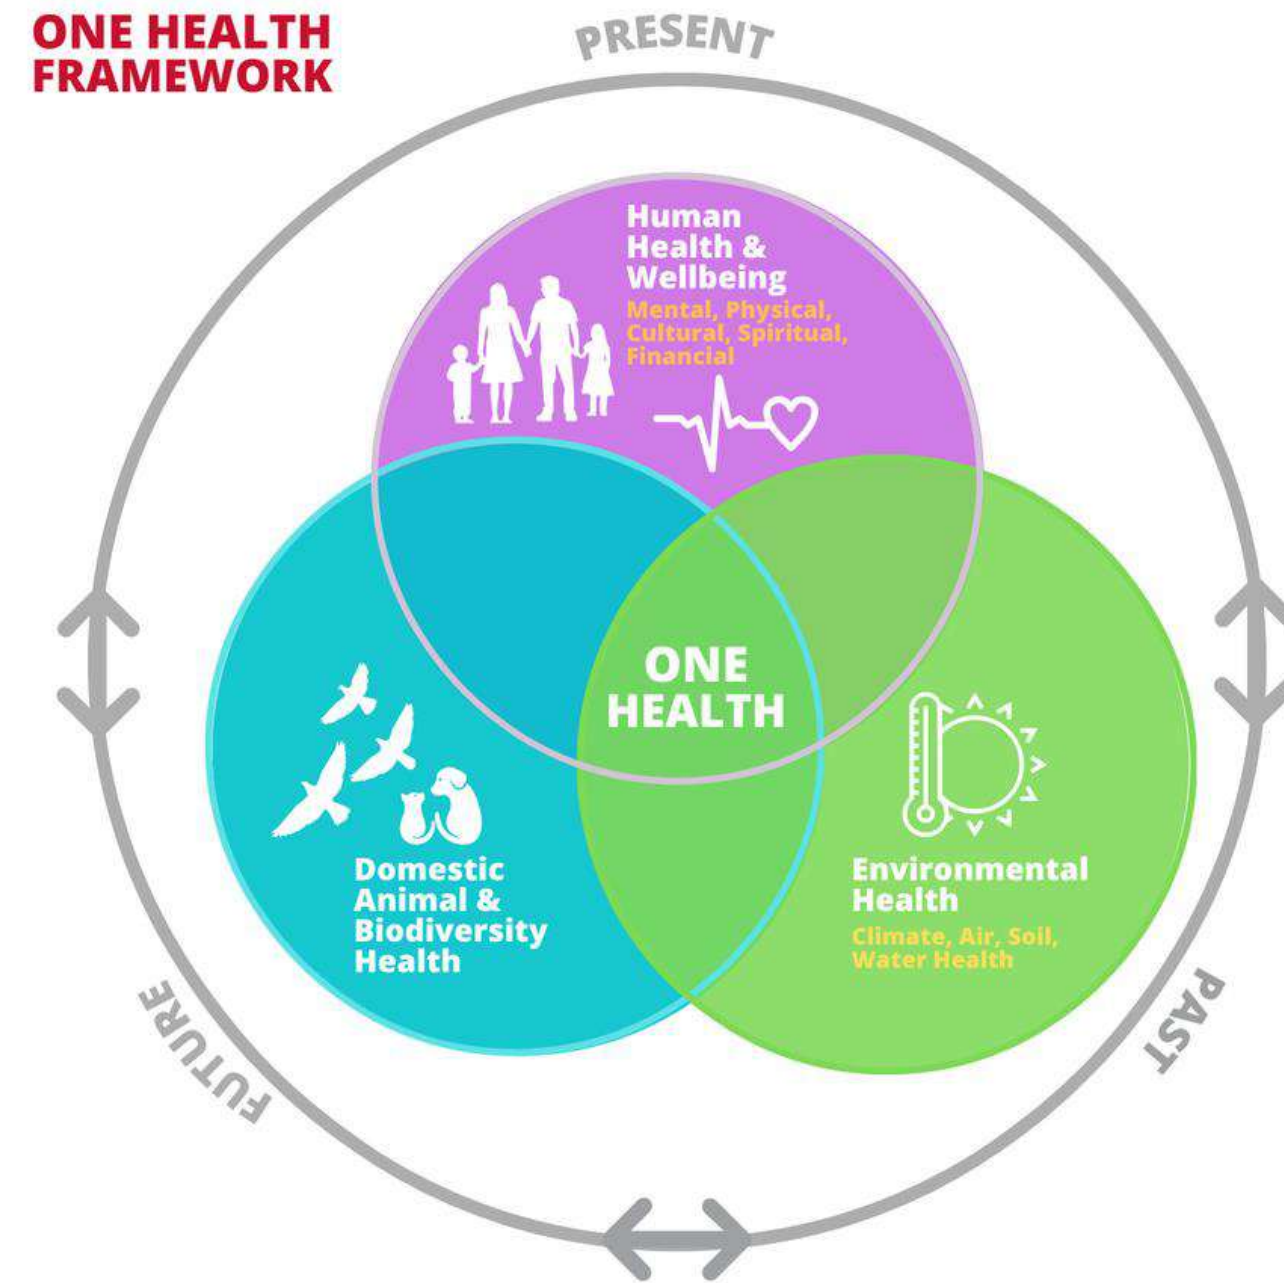 ONE HEALTH
FRAMEWORK
PRESENT
Human
Health &
Wellbeing
Mental, Physical,
Cultural, Spiritual,
Financial
ONE
HEALTH
Domestic
Animal &
Biodiversity
Health
Environmental
Health
Climate, Air, Soil,
Water Health
FUTURE
PAST